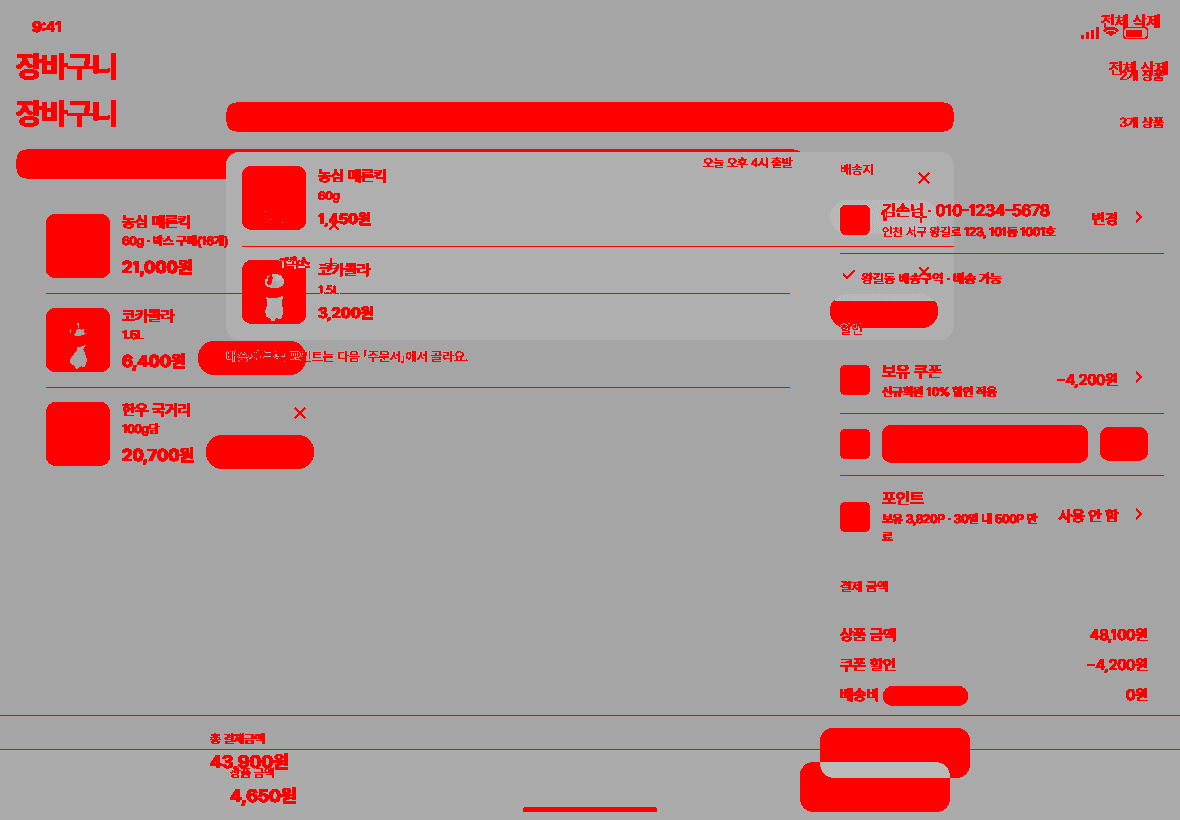 9:41
전체 삭제
장바구니
전체 삭제
2개 상품
장바구니
3개 상품
오늘 오후 4시 출발
배송지
농심 매른킥
60g
1,450원
김손님 · 010-1234-5678
인천 서구 왕길로 123, 101동 1001호
변경
농심 매른킥
60g · 박스 구매(16개)
21,000원
박스
코카콜라
1.5L
3,200원
왕길동 배송구역 · 배송 가능
할인
코카콜라
1.5L
6,400원
포인트는 다음 「주문서」에서 골라요.
보유 쿠폰
신규회원 10% 할인 적용
-4,200원
한우 국거리
100g당
20,700원
포인트
보유 3,820P · 30일 내 500P 만
료
사용 안 함
결제 금액
상품 금액
48,100원
쿠폰 할인
-4,200원
배송비
0원
총 결제금액
43,900원
상품 금액
4,650원